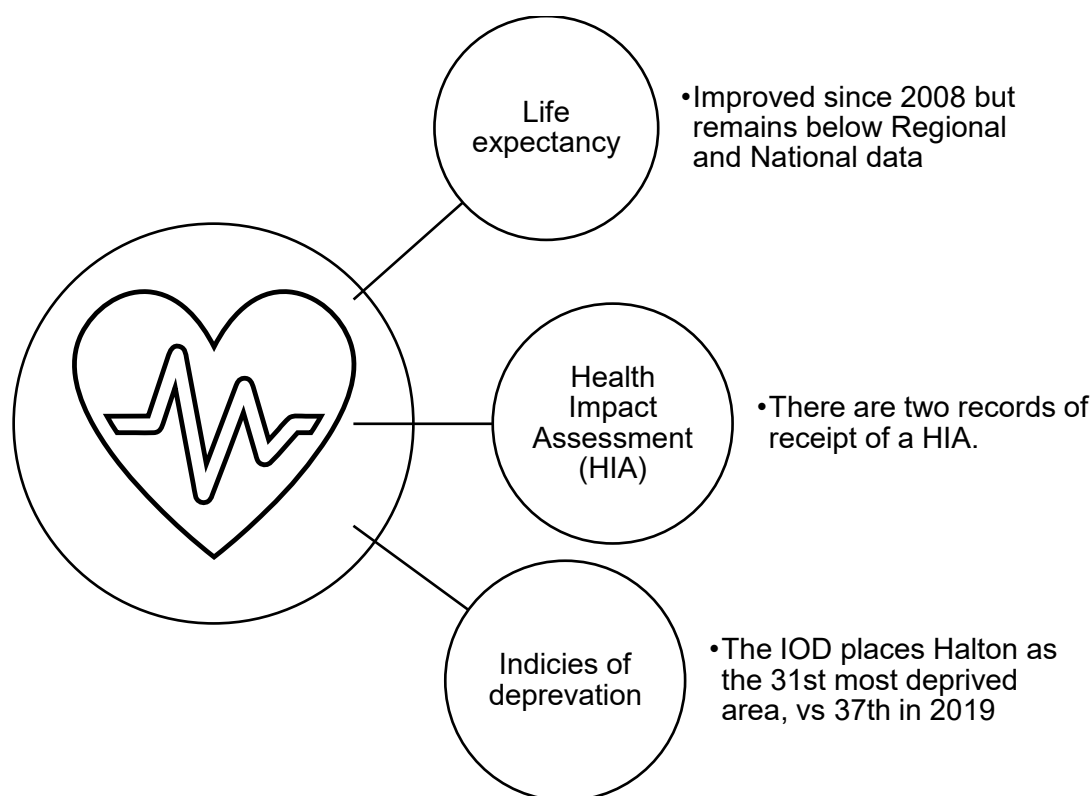 Life
expectancy
•Improved since 2008 but
remains below Regional
and National data
Health
Impact
Assessment
(HIA)
•There are two records of
receipt of a HIA.
Indicies of
deprevation
•The IOD places Halton as
the 31st most deprived
area, vs 37th in 2019